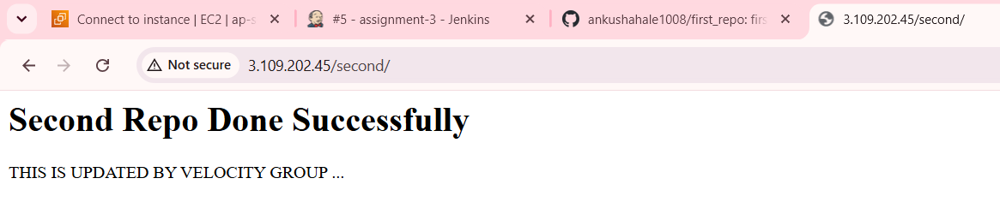 Connect to instance | EC2 | ap-s
#5 - assignment-3 - Jenkins
ankushahale1008/first_repo: firs
3.109.202.45/second/
Not secure
3.109.202.45/second/
Second Repo Done Successfully
THIS IS UPDATED BY VELOCITY GROUP ...